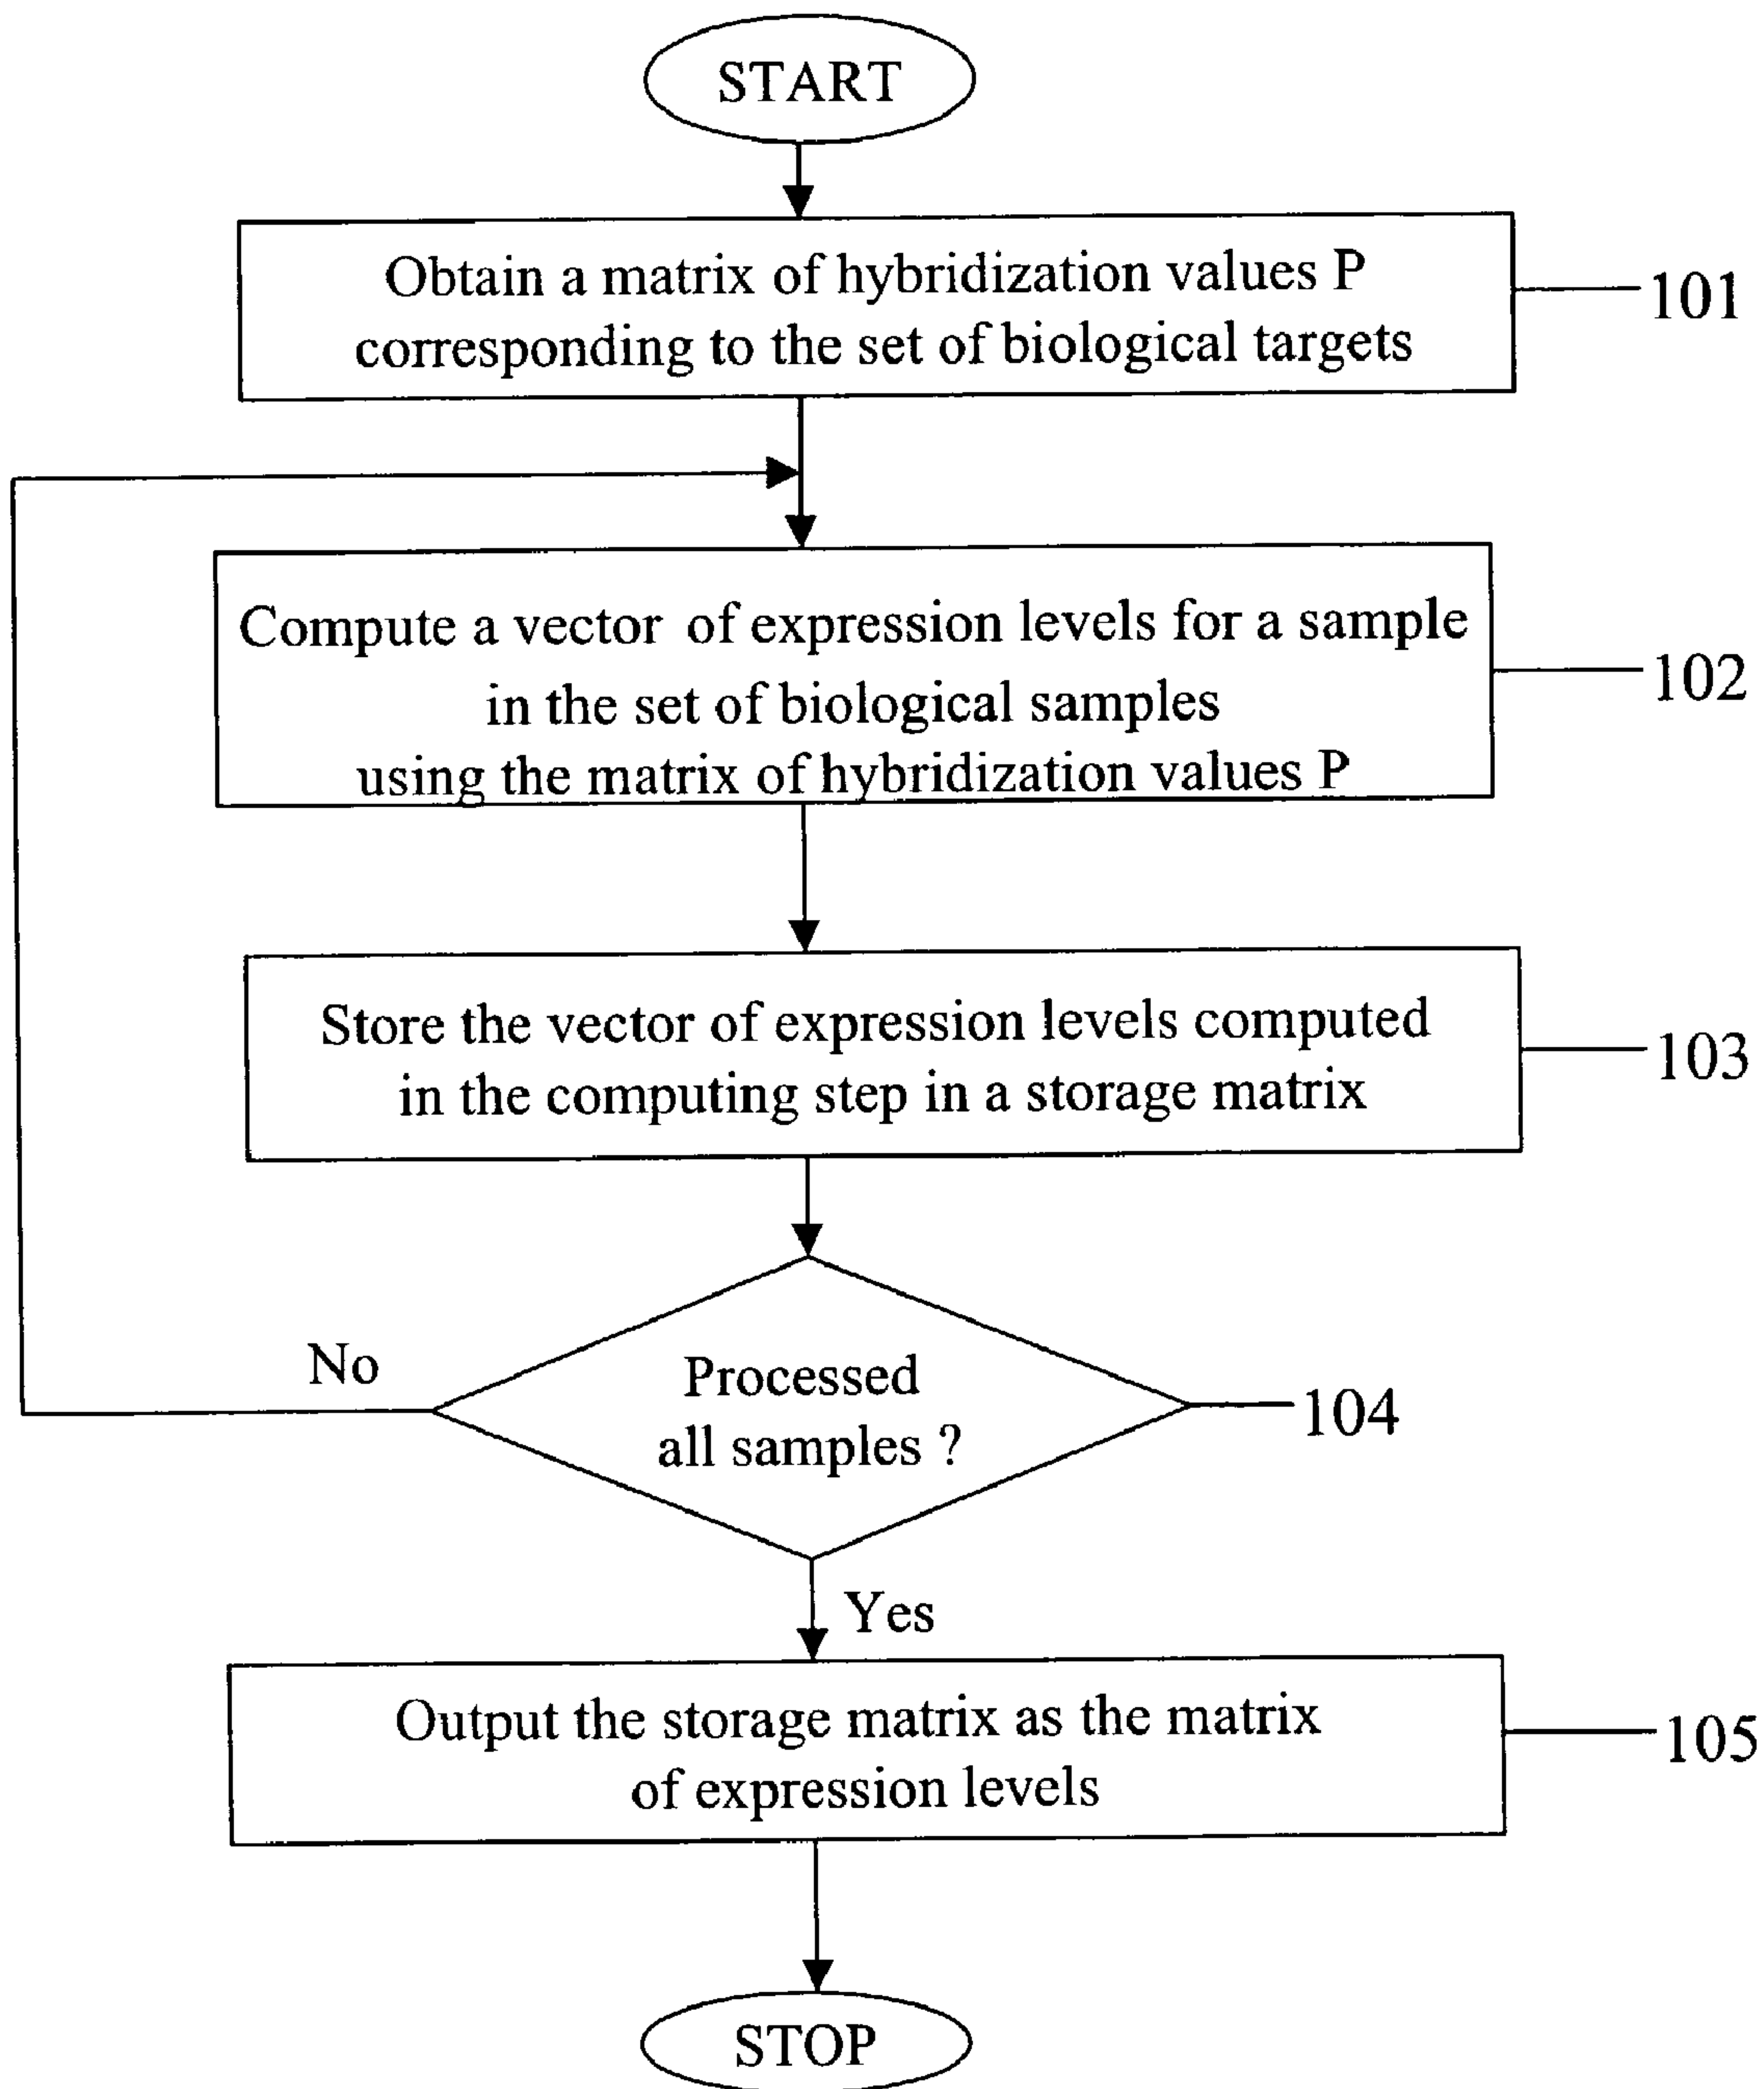 START
Obtain a matrix of hybridization values P
corresponding to the set of biological targets
101
Compute a vector of expression levels for a sample
in the set of biological samples
using the matrix of hybridization values P
102
Store the vector of expression levels computed
in the computing step in a storage matrix
103
No
Processed
all samples ?
104
Yes
Output the storage matrix as the matrix
of expression levels
105
STOP